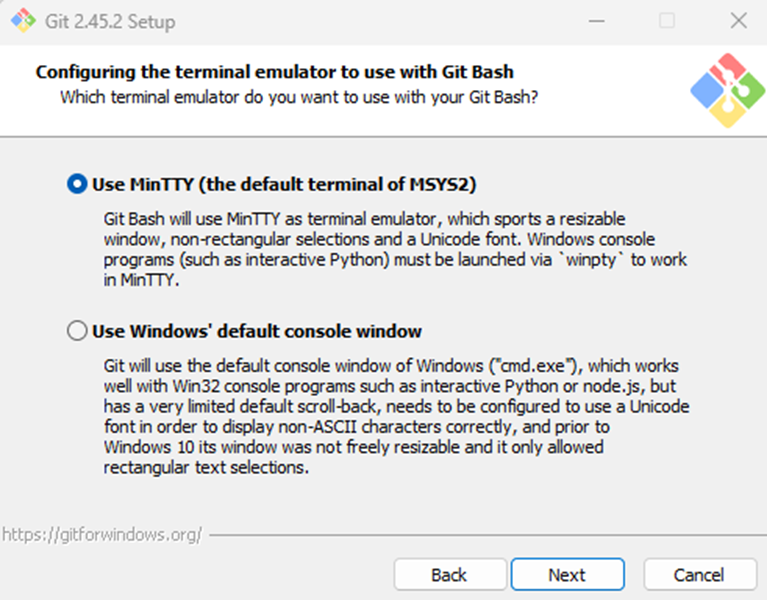 Git 2.45.2 Setup
Configuring the terminal emulator to use with Git Bash
Which terminal emulator do you want to use with your Git Bash?
Use MinTTY (the default terminal of MSYS2)
Git Bash will use MinTTY as terminal emulator, which sports a resizable
window, non-rectangular selections and a Unicode font. Windows console
programs (such as interactive Python) must be launched via `winpty` to work
in MinTTY.
Use Windows' default console window
Git will use the default console window of Windows ("cmd.exe"), which works
well with Win32 console programs such as interactive Python or node.js, but
has a very limited default scroll-back, needs to be configured to use a Unicode
font in order to display non-ASCII characters correctly, and prior to
Windows 10 its window was not freely resizable and it only allowed
rectangular text selections.
https://gitforwindows.org/
Back
Next
Cancel